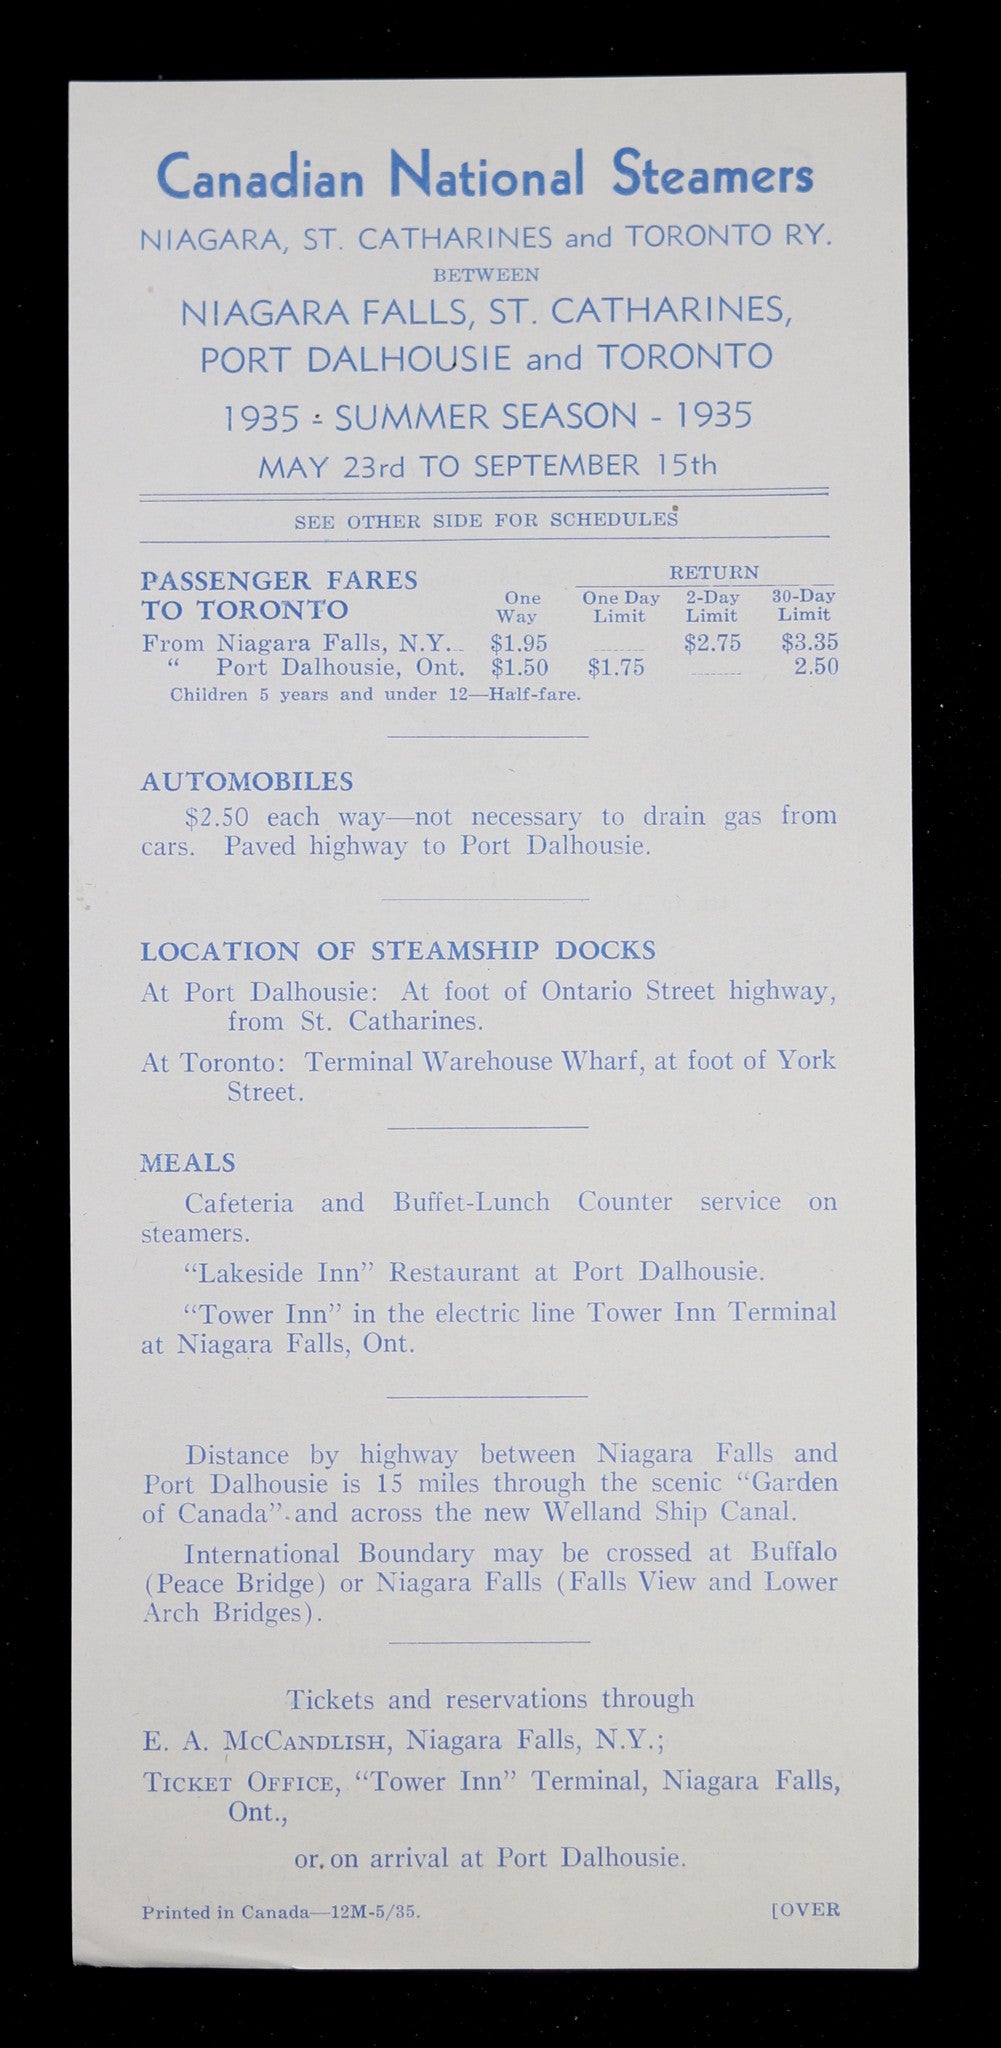 Canadian National Steamers
NIAGARA, ST. CATHARINES and TORONTO RY.
BETWEEN
NIAGARA FALLS, ST. CATHARINES,
PORT DALHOUSIE and TORONTO
1935 - SUMMER SEASON - 1935
MAY 23rd TO SEPTEMBER 15th
SEE OTHER SIDE FOR SCHEDULES
PASSENGER FARES
TO TORONTO
RETURN
One Way One Day Limit 2-Day Limit 30-Day Limit
From Niagara Falls, N.Y... $1.95 ........ $2.75 $3.35
“ Port Dalhousie, Ont. $1.50 $1.75 ........ 2.50
Children 5 years and under 12—Half-fare.
AUTOMOBILES
$2.50 each way—not necessary to drain gas from
cars. Paved highway to Port Dalhousie.
LOCATION OF STEAMSHIP DOCKS
At Port Dalhousie: At foot of Ontario Street highway,
from St. Catharines.
At Toronto: Terminal Warehouse Wharf, at foot of York
Street.
MEALS
Cafeteria and Buffet-Lunch Counter service on
steamers.
“Lakeside Inn” Restaurant at Port Dalhousie.
“Tower Inn” in the electric line Tower Inn Terminal
at Niagara Falls, Ont.
Distance by highway between Niagara Falls and
Port Dalhousie is 15 miles through the scenic “Garden
of Canada” and across the new Welland Ship Canal.
International Boundary may be crossed at Buffalo
(Peace Bridge) or Niagara Falls (Falls View and Lower
Arch Bridges).
Tickets and reservations through
E. A. McCANDLISH, Niagara Falls, N.Y.;
TICKET OFFICE, “Tower Inn” Terminal, Niagara Falls,
Ont.,
or on arrival at Port Dalhousie.
Printed in Canada—12M-5/35.
[OVER